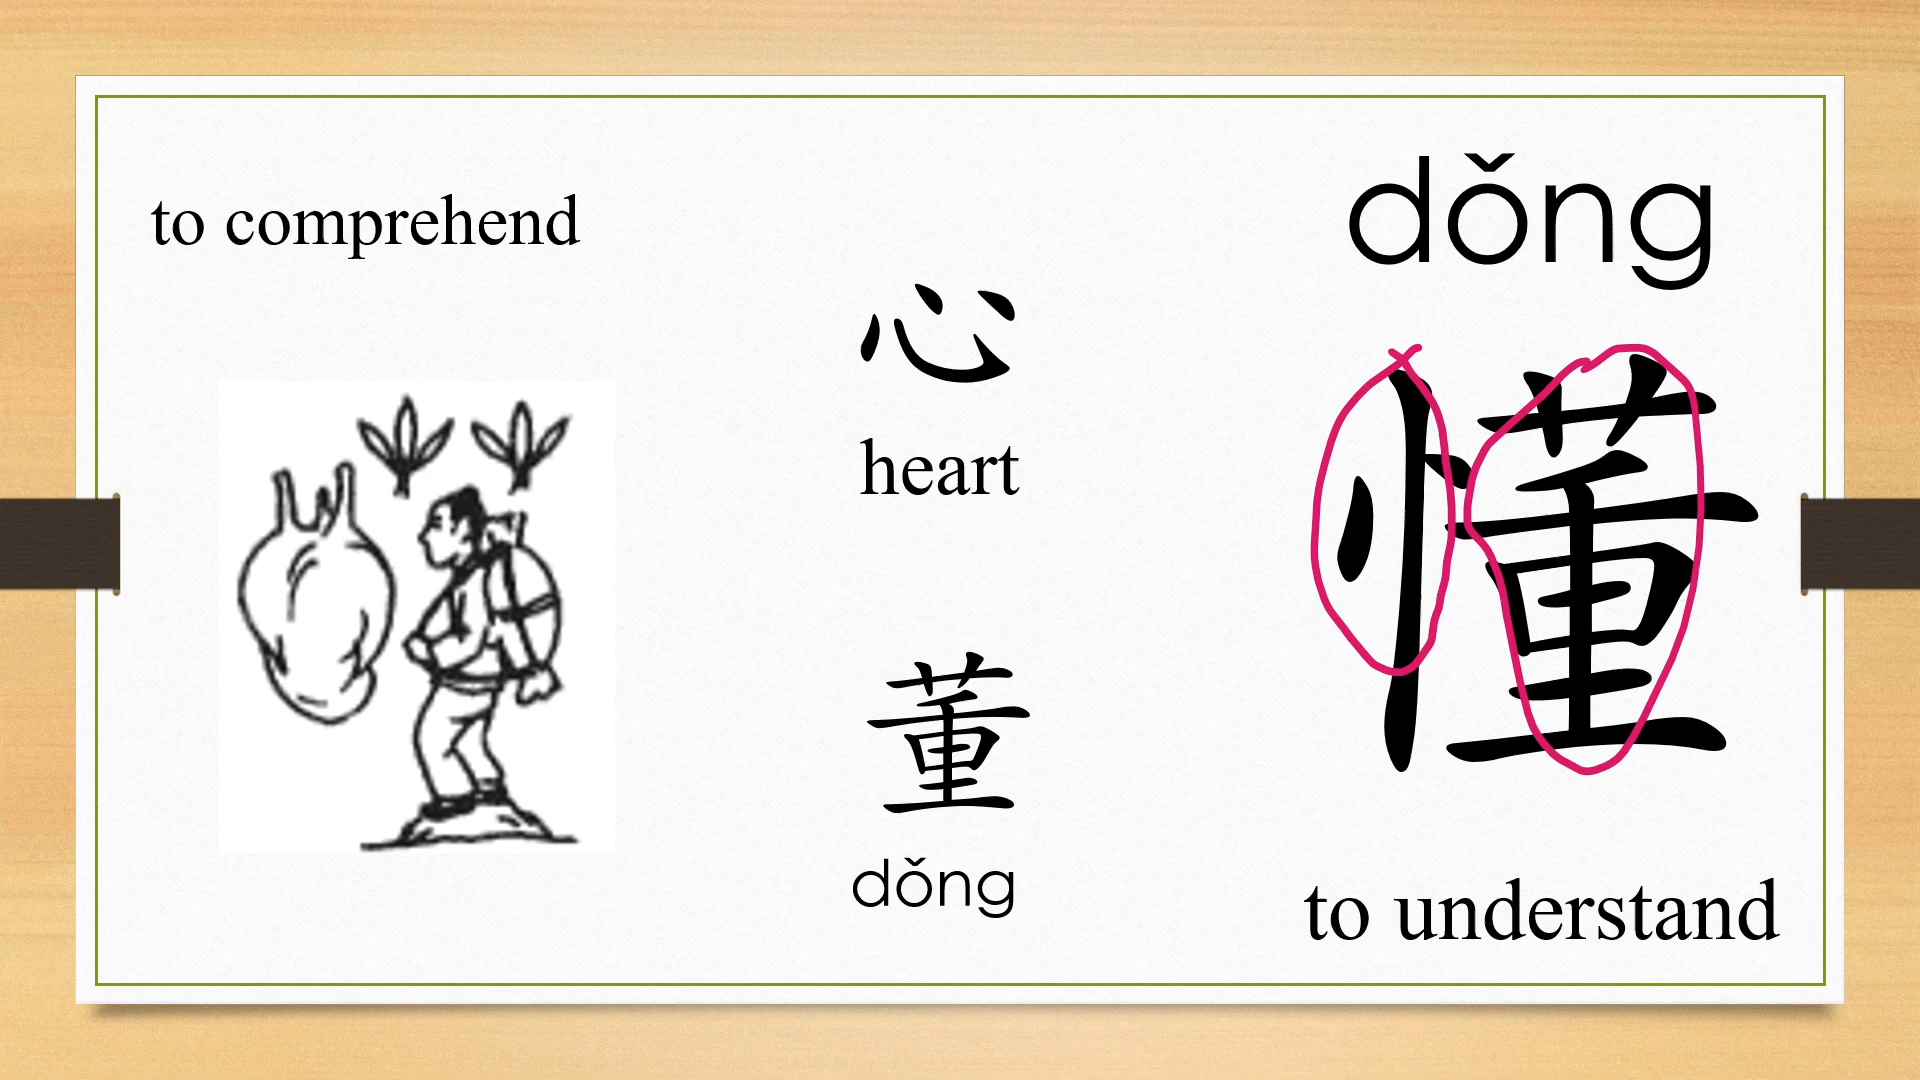 to comprehend
心
heart
董
dǒng
dǒng
懂
to understand